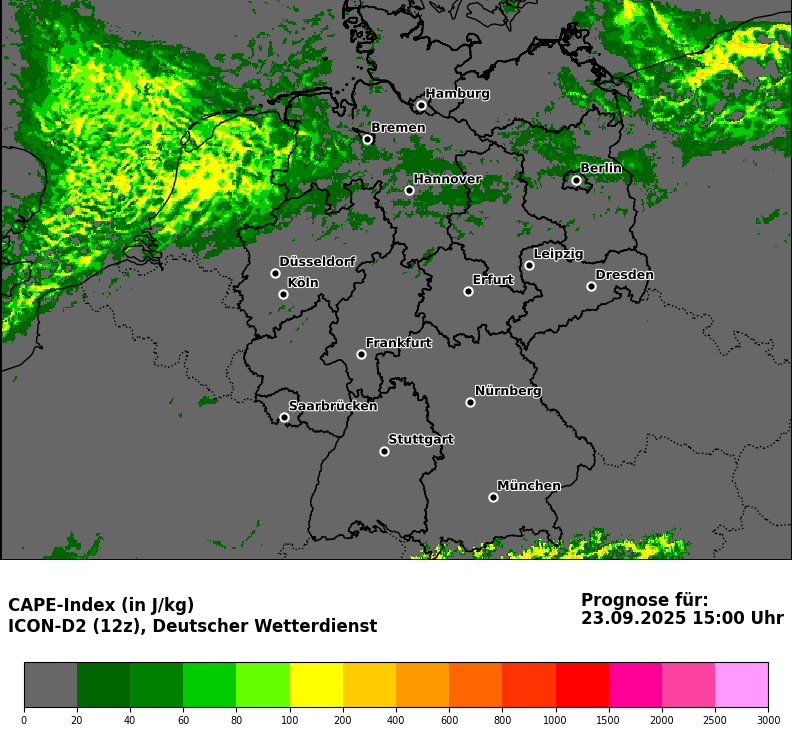 Hamburg
Bremen
Berlin
Hannover
Leipzig
Düsseldorf
Dresden
Erfurt
Köln
Frankfurt
Nürnberg
Saarbrücken
Stuttgart
München
CAPE-Index (in J/kg)
ICON-D2 (12z), Deutscher Wetterdienst
Prognose für:
23.09.2025 15:00 Uhr
0 20 40 60 80 100 200 400 600 800 1000 1500 2000 2500 3000